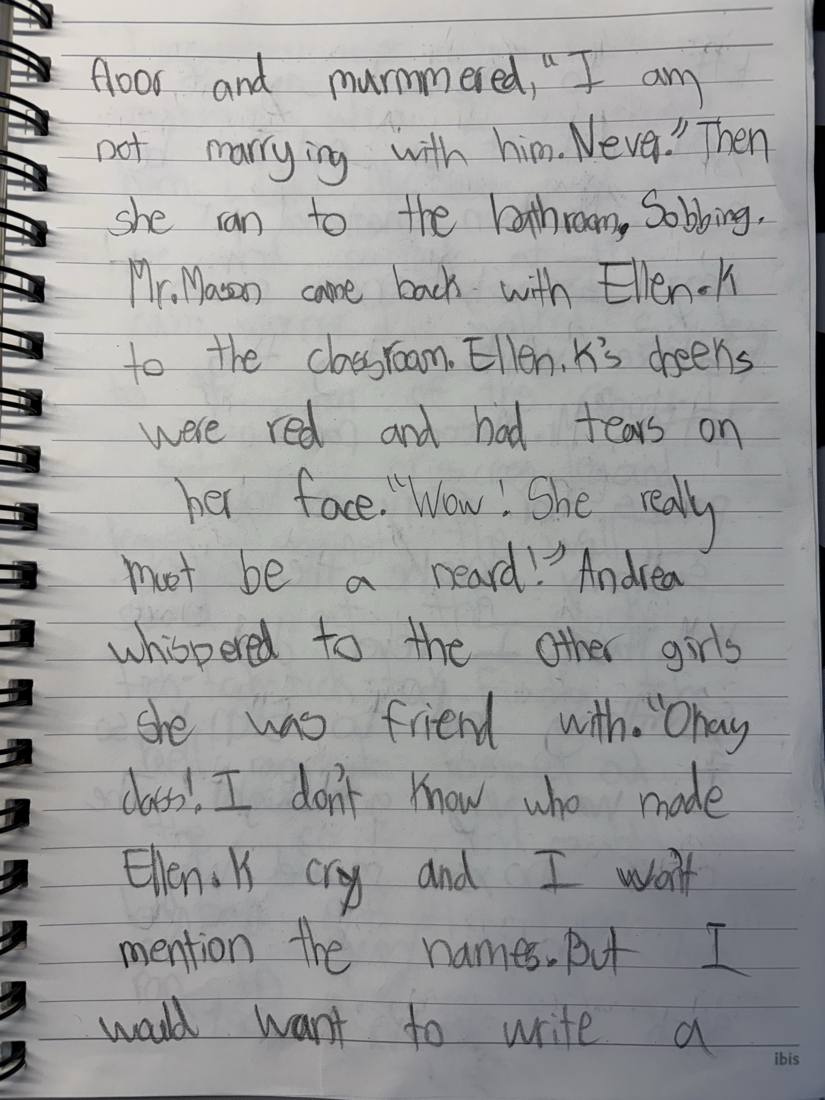 floor and murmmered, "I am
not marrying with him. Never." Then
she ran to the bathroom, Sobbing.
Mr. Mason came back with Ellen.K
to the classroom. Ellen.K's cheeks
were red and had tears on
her face. "Wow! She really
must be a neard!" Andrea
whispered to the other girls
she was friend with. "Okay
class! I don't know who made
Ellen.K cry and I won't
mention the names. But I
would want to write a
ibis